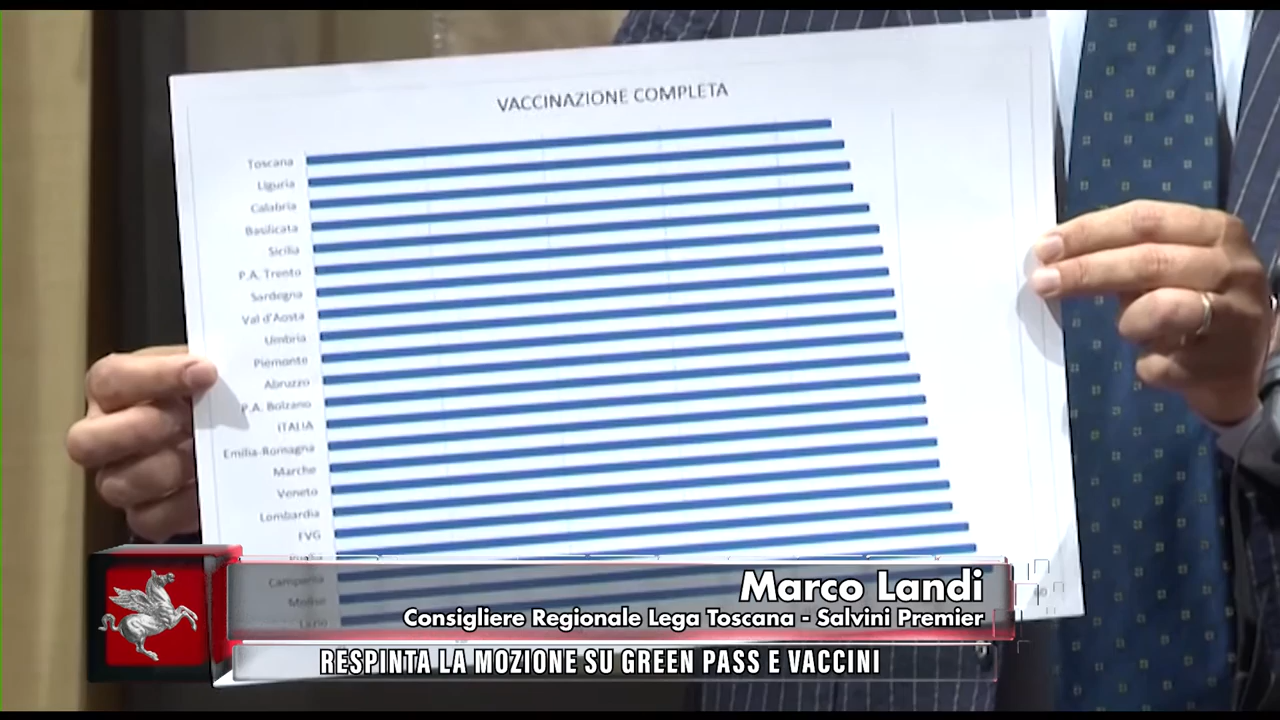 VACCINAZIONE COMPLETA
Toscana
Liguria
Calabria
Basilicata
Sicilia
P.A. Trento
Sardegna
Val d'Aosta
Umbria
Piemonte
Abruzzo
P.A. Bolzano
ITALIA
Emilia-Romagna
Marche
Veneto
Lombardia
FVG
Puglia
Campania
Molise
Lazio
Marco Landi
Consigliere Regionale Lega Toscana - Salvini Premier
RESPINTA LA MOZIONE SU GREEN PASS E VACCINI